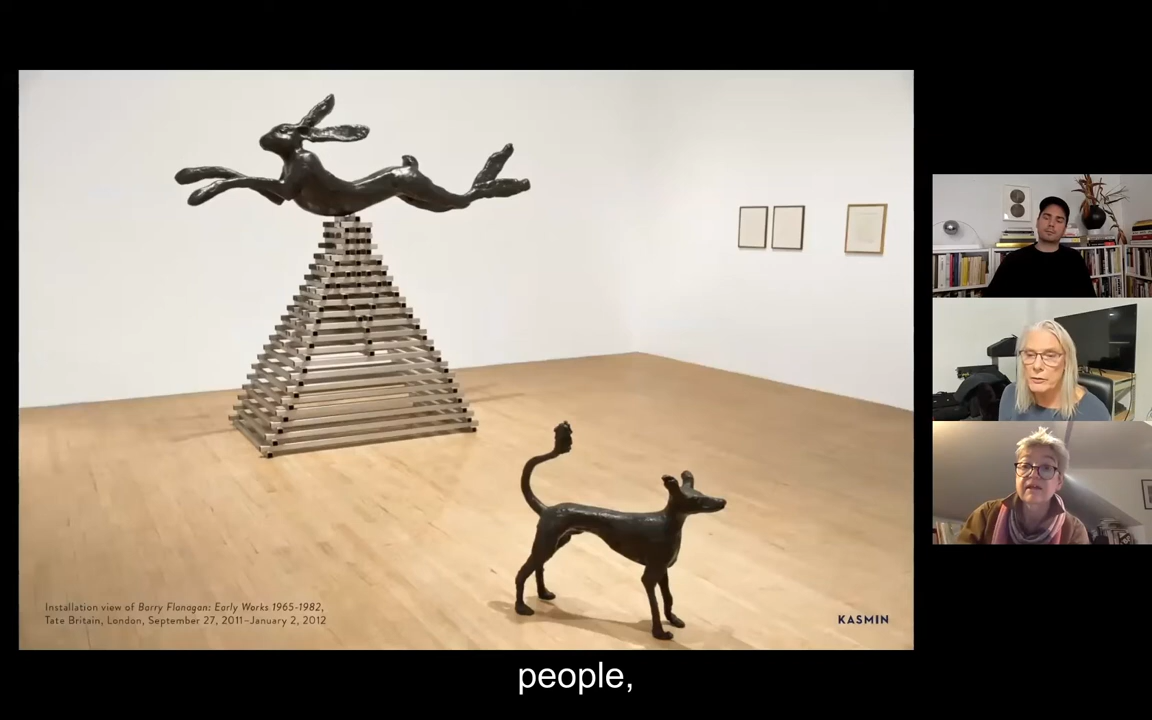 Installation view of Barry Flanagan: Early Works 1965-1982,
Tate Britain, London, September 27, 2011–January 2, 2012
KASMIN
people,